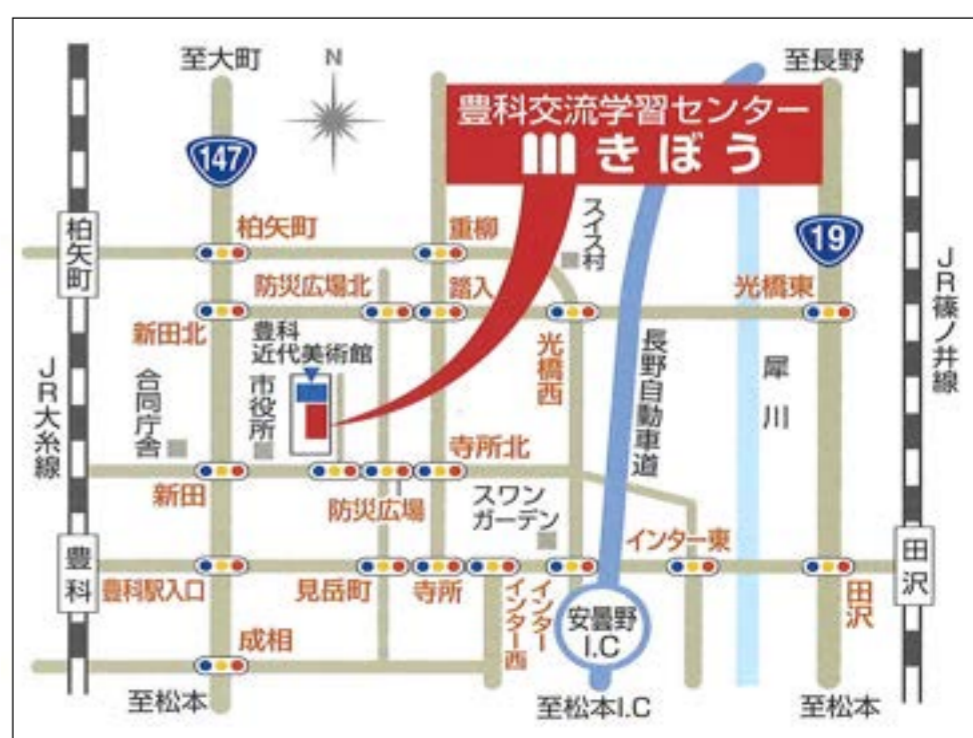 至大町
N
至長野
豊科交流学習センター
きぼう
147
19
柏矢町
柏矢町
重柳
スイス村
防災広場北
踏入
光橋東
新田北
豊科
近代美術館
光橋西
長野自動車道
犀川
JR篠ノ井線
JR大糸線
合同庁舎
市役所
寺所北
新田
防災広場
スワン
ガーデン
インター東
豊科
田沢
豊科駅入口
見岳町
寺所
インター西
インター
安曇野
I.C
田沢
成相
至松本
至松本I.C
至松本